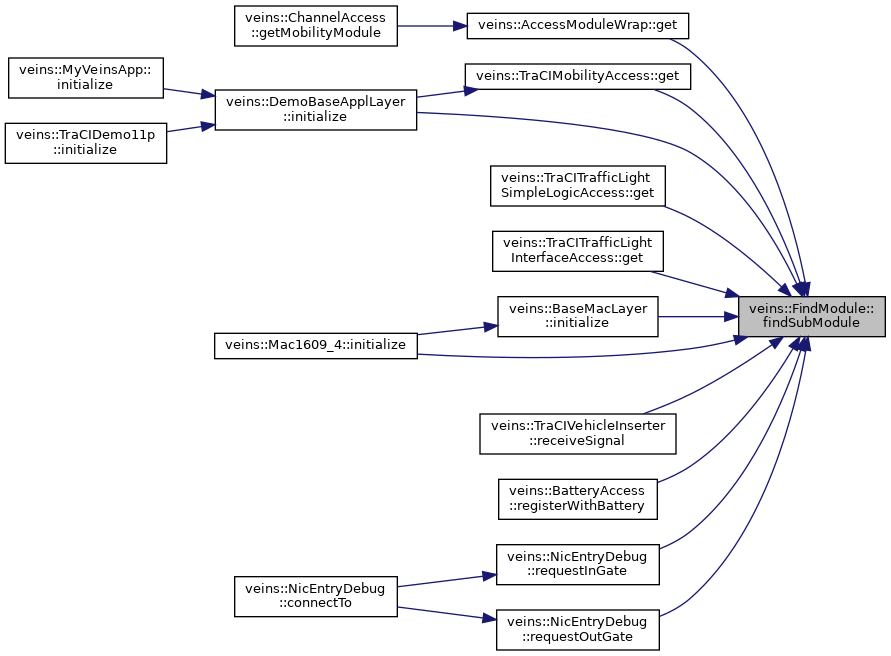 veins::ChannelAccess
::getMobilityModule
veins::AccessModuleWrap::get
veins::MyVeinsApp::
initialize
veins::TraCIMobilityAccess::get
veins::DemoBaseApplLayer
::initialize
veins::TraCIDemo11p
::initialize
veins::TraCITrafficLight
SimpleLogicAccess::get
veins::TraCITrafficLight
InterfaceAccess::get
veins::FindModule::
findSubModule
veins::BaseMacLayer
::initialize
veins::Mac1609_4::initialize
veins::TraCIVehicleInserter
::receiveSignal
veins::BatteryAccess
::registerWithBattery
veins::NicEntryDebug
::requestInGate
veins::NicEntryDebug
::connectTo
veins::NicEntryDebug
::requestOutGate